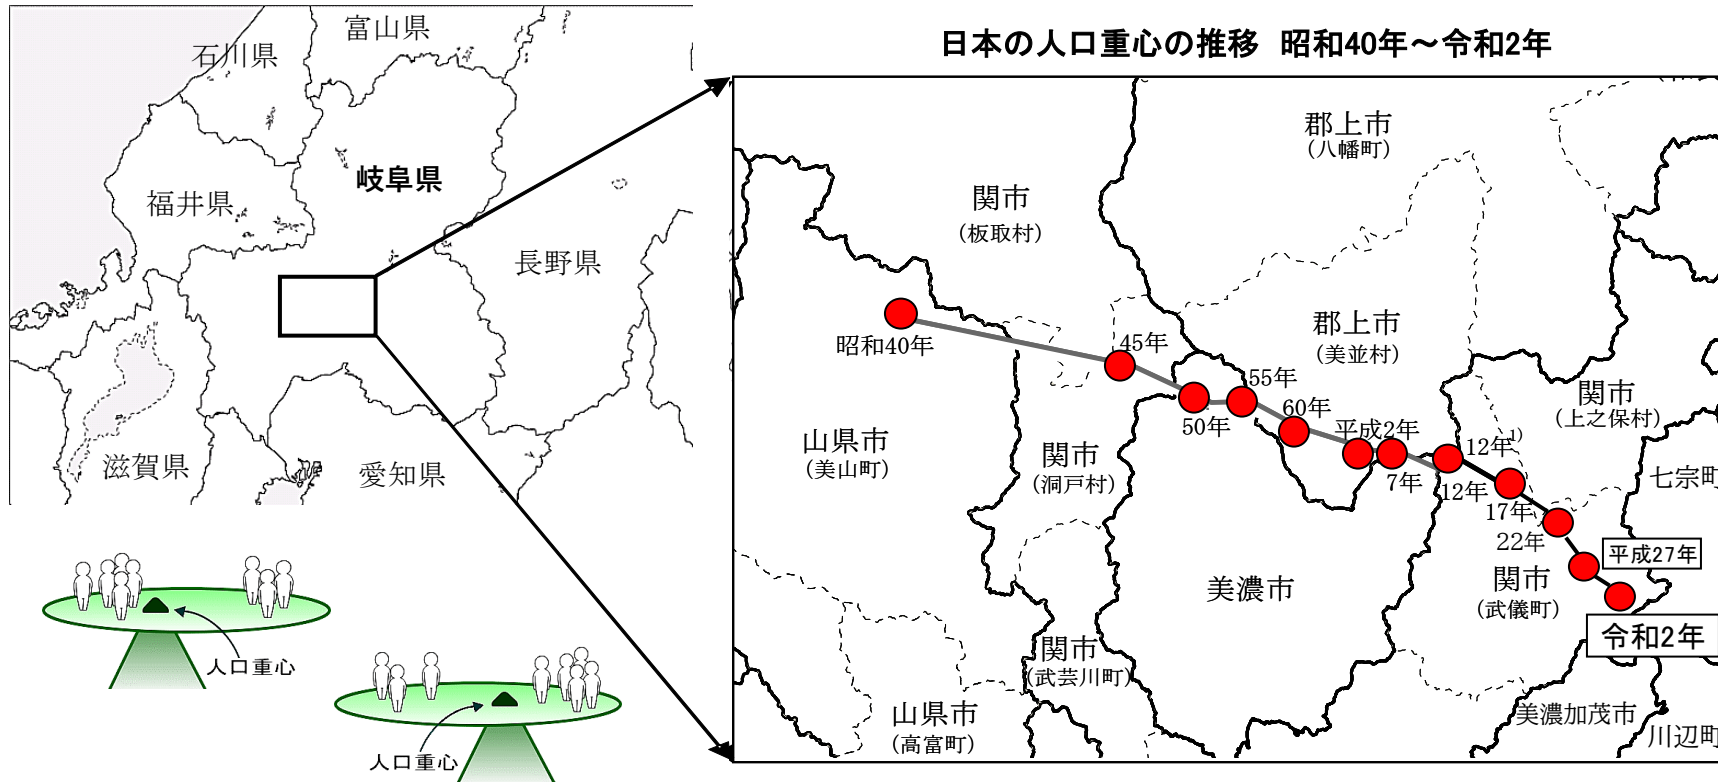 日本の人口重心の推移 昭和40年～令和2年
石川県
富山県
岐阜県
福井県
長野県
滋賀県
愛知県
人口重心
人口重心
郡上市
(八幡町)
関市
(板取村)
郡上市
(美並村)
昭和40年
45年
50年
55年
60年
平成2年
7年
12年1)
12年
17年
22年
平成27年
令和2年
関市
(上之保村)
山県市
(美山町)
関市
(洞戸村)
七宗町
美濃市
関市
(武儀町)
関市
(武芸川町)
山県市
(高富町)
美濃加茂市
川辺町